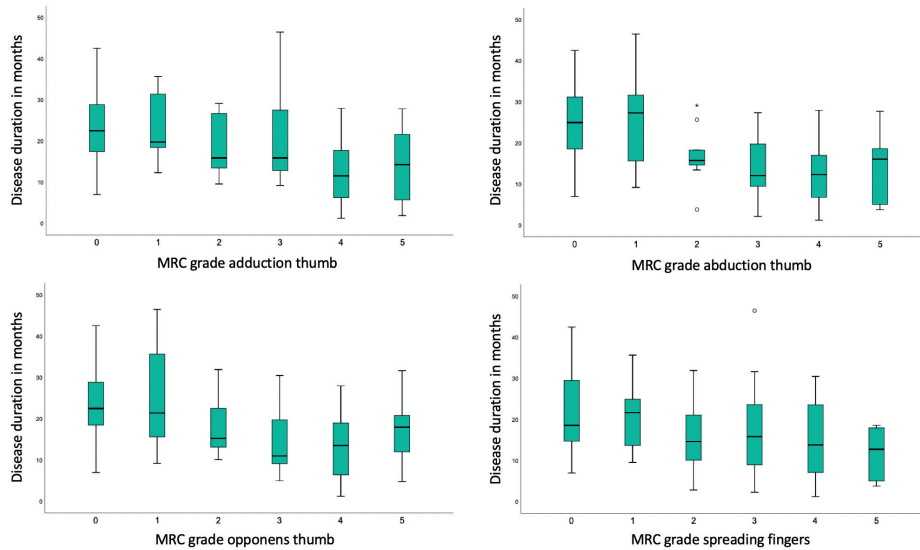 Disease duration in months
50
40
30
20
10
0
0 1 2 3 4 5
MRC grade adduction thumb
Disease duration in months
50
40
30
20
10
0
*
0 1 2 3 4 5
MRC grade abduction thumb
Disease duration in months
50
40
30
20
10
0
0 1 2 3 4 5
MRC grade opponens thumb
Disease duration in months
50
40
30
20
10
0
0 1 2 3 4 5
MRC grade spreading fingers